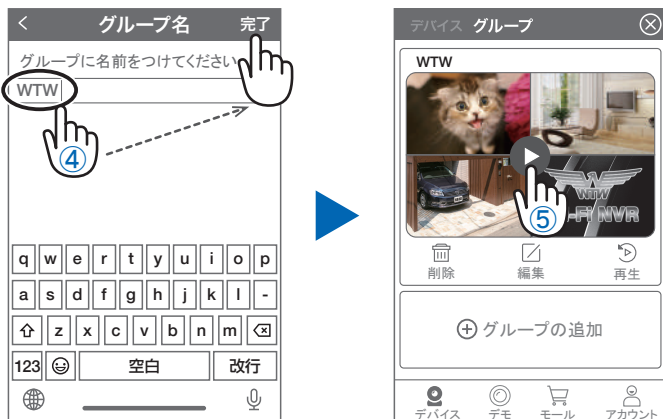 グループ名
完了
グループに名前をつけてください
WTW
④
q w e r t y u i o p
a s d f g h j k l -
z x c v b n m
123 空白 改行
デバイス グループ
WTW
WTW
-Fi NVR
⑤
削除 編集 再生
グループの追加
デバイス デモ モール アカウント